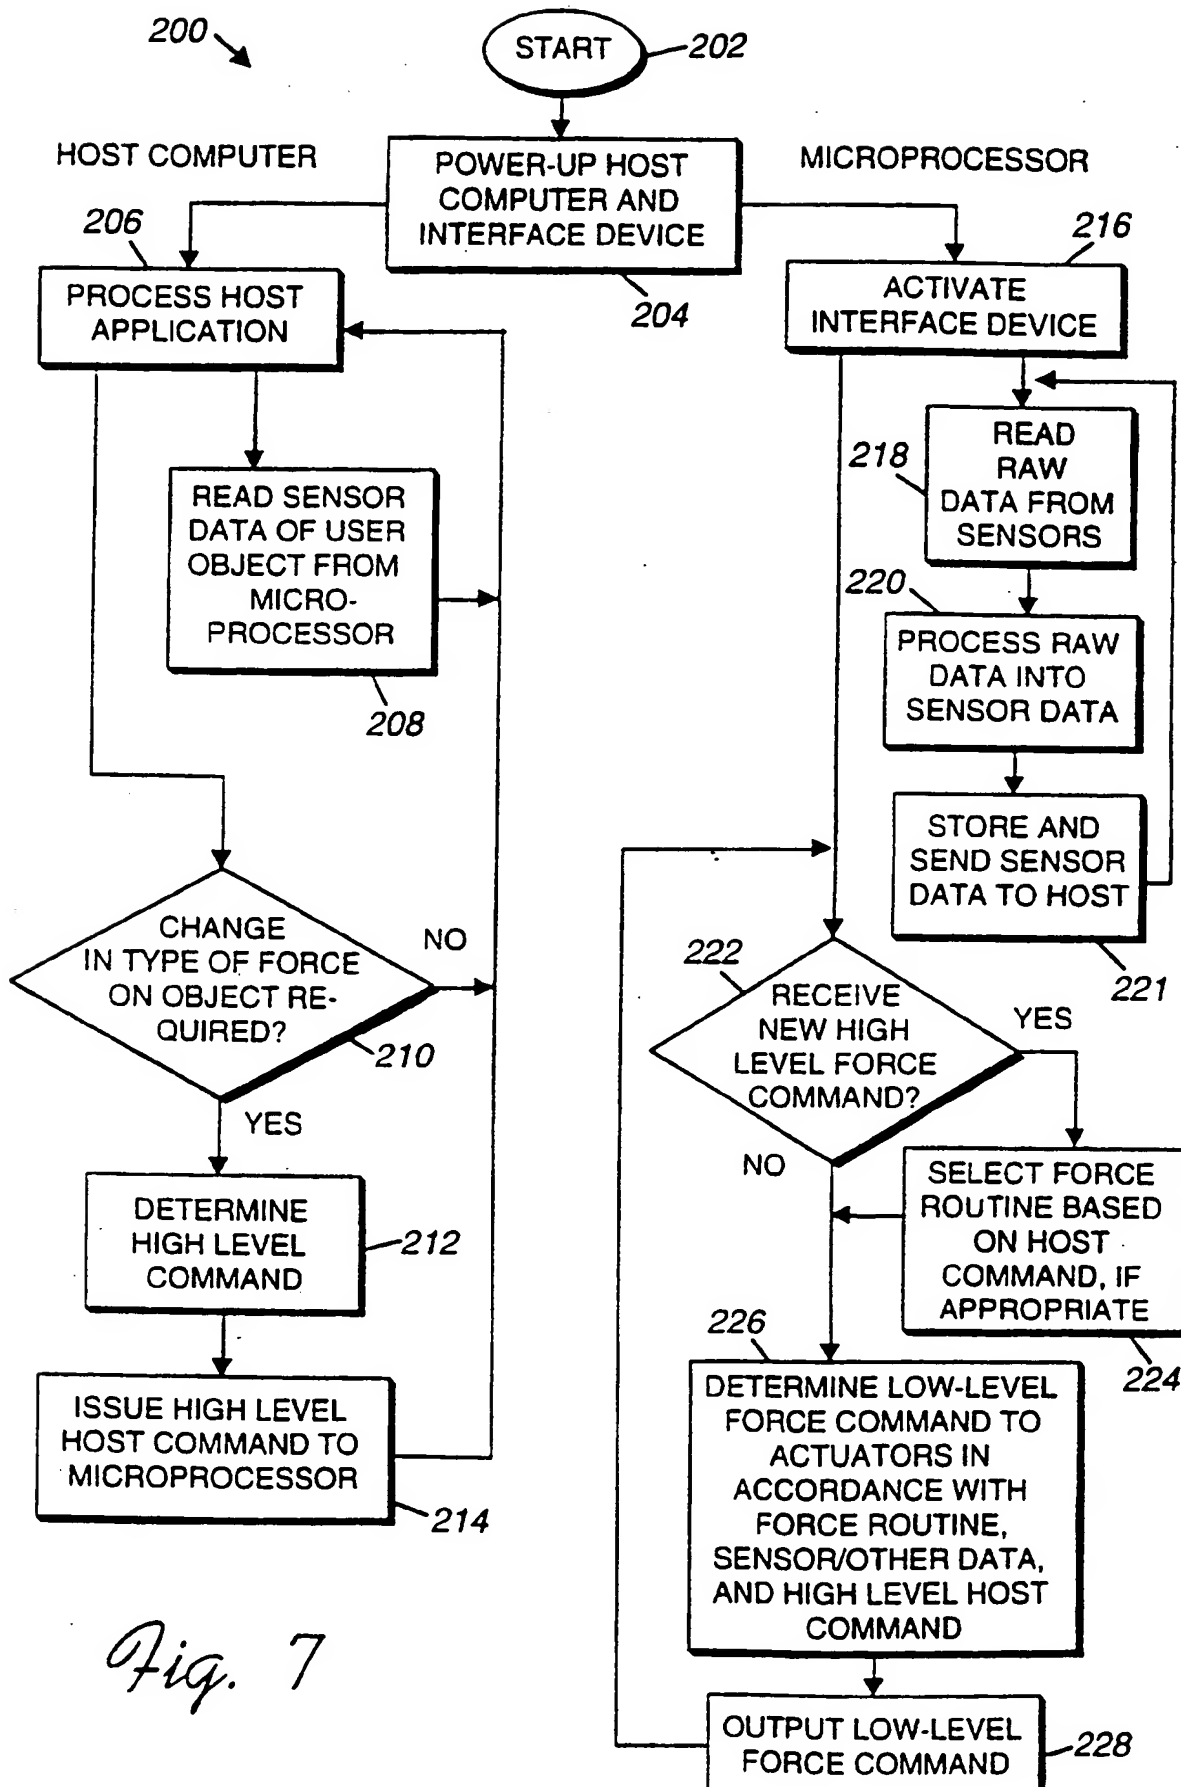 200
START
202
HOST COMPUTER
MICROPROCESSOR
POWER-UP HOST
COMPUTER AND
INTERFACE DEVICE
204
206
PROCESS HOST
APPLICATION
216
ACTIVATE
INTERFACE DEVICE
READ SENSOR
DATA OF USER
OBJECT FROM
MICRO-
PROCESSOR
208
218
READ
RAW
DATA FROM
SENSORS
220
PROCESS RAW
DATA INTO
SENSOR DATA
STORE AND
SEND SENSOR
DATA TO HOST
221
CHANGE
IN TYPE OF FORCE
ON OBJECT RE-
QUIRED?
NO
210
YES
222
RECEIVE
NEW HIGH
LEVEL FORCE
COMMAND?
YES
NO
DETERMINE
HIGH LEVEL
COMMAND
212
SELECT FORCE
ROUTINE BASED
ON HOST
COMMAND, IF
APPROPRIATE
224
ISSUE HIGH LEVEL
HOST COMMAND TO
MICROPROCESSOR
214
226
DETERMINE LOW-LEVEL
FORCE COMMAND TO
ACTUATORS IN
ACCORDANCE WITH
FORCE ROUTINE,
SENSOR/OTHER DATA,
AND HIGH LEVEL HOST
COMMAND
OUTPUT LOW-LEVEL
FORCE COMMAND
228
Fig. 7